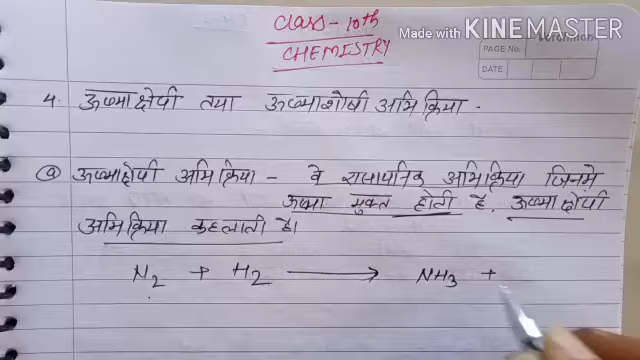 Class - 10th
CHEMISTRY
Made with KINEMASTER
PAGE No.
DATE
4. ऊष्माक्षेपी तथा ऊष्माशोषी अभिक्रिया -
ⓐ ऊष्माक्षेपी अभिक्रिया - वे रासायनिक अभिक्रिया जिनमें
ऊष्मा मुक्त होती है, ऊष्माक्षेपी
अभिक्रिया कहलाती है।
N₂ + H₂ ⟶ NH₃ +